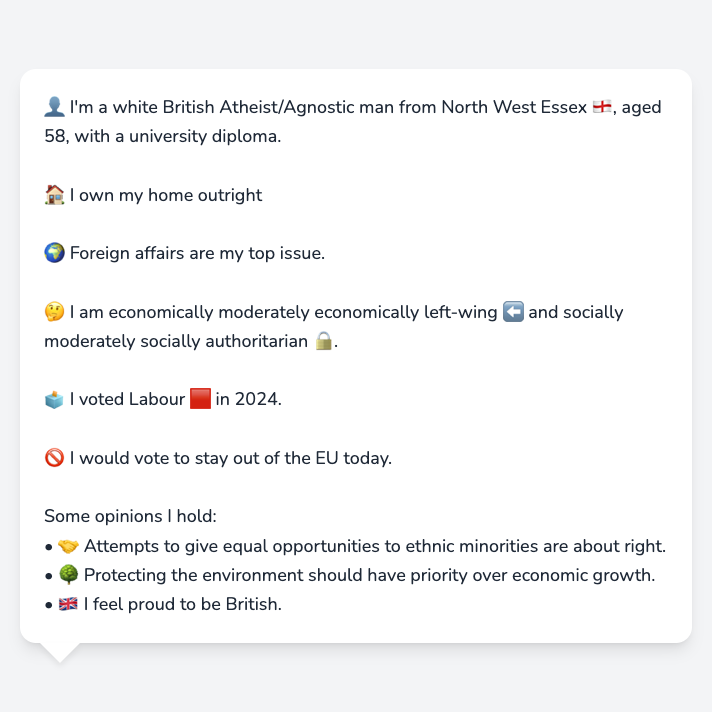 👤 I'm a white British Atheist/Agnostic man from North West Essex 🏴󠁧󠁢󠁥󠁮󠁧󠁿, aged
58, with a university diploma.
🏠 I own my home outright
🌍 Foreign affairs are my top issue.
🤔 I am economically moderately economically left-wing ⬅️ and socially
moderately socially authoritarian 🔒.
🗳️ I voted Labour 🟥 in 2024.
🚫 I would vote to stay out of the EU today.
Some opinions I hold:
• 🤝 Attempts to give equal opportunities to ethnic minorities are about right.
• 🌳 Protecting the environment should have priority over economic growth.
• 🇬🇧 I feel proud to be British.